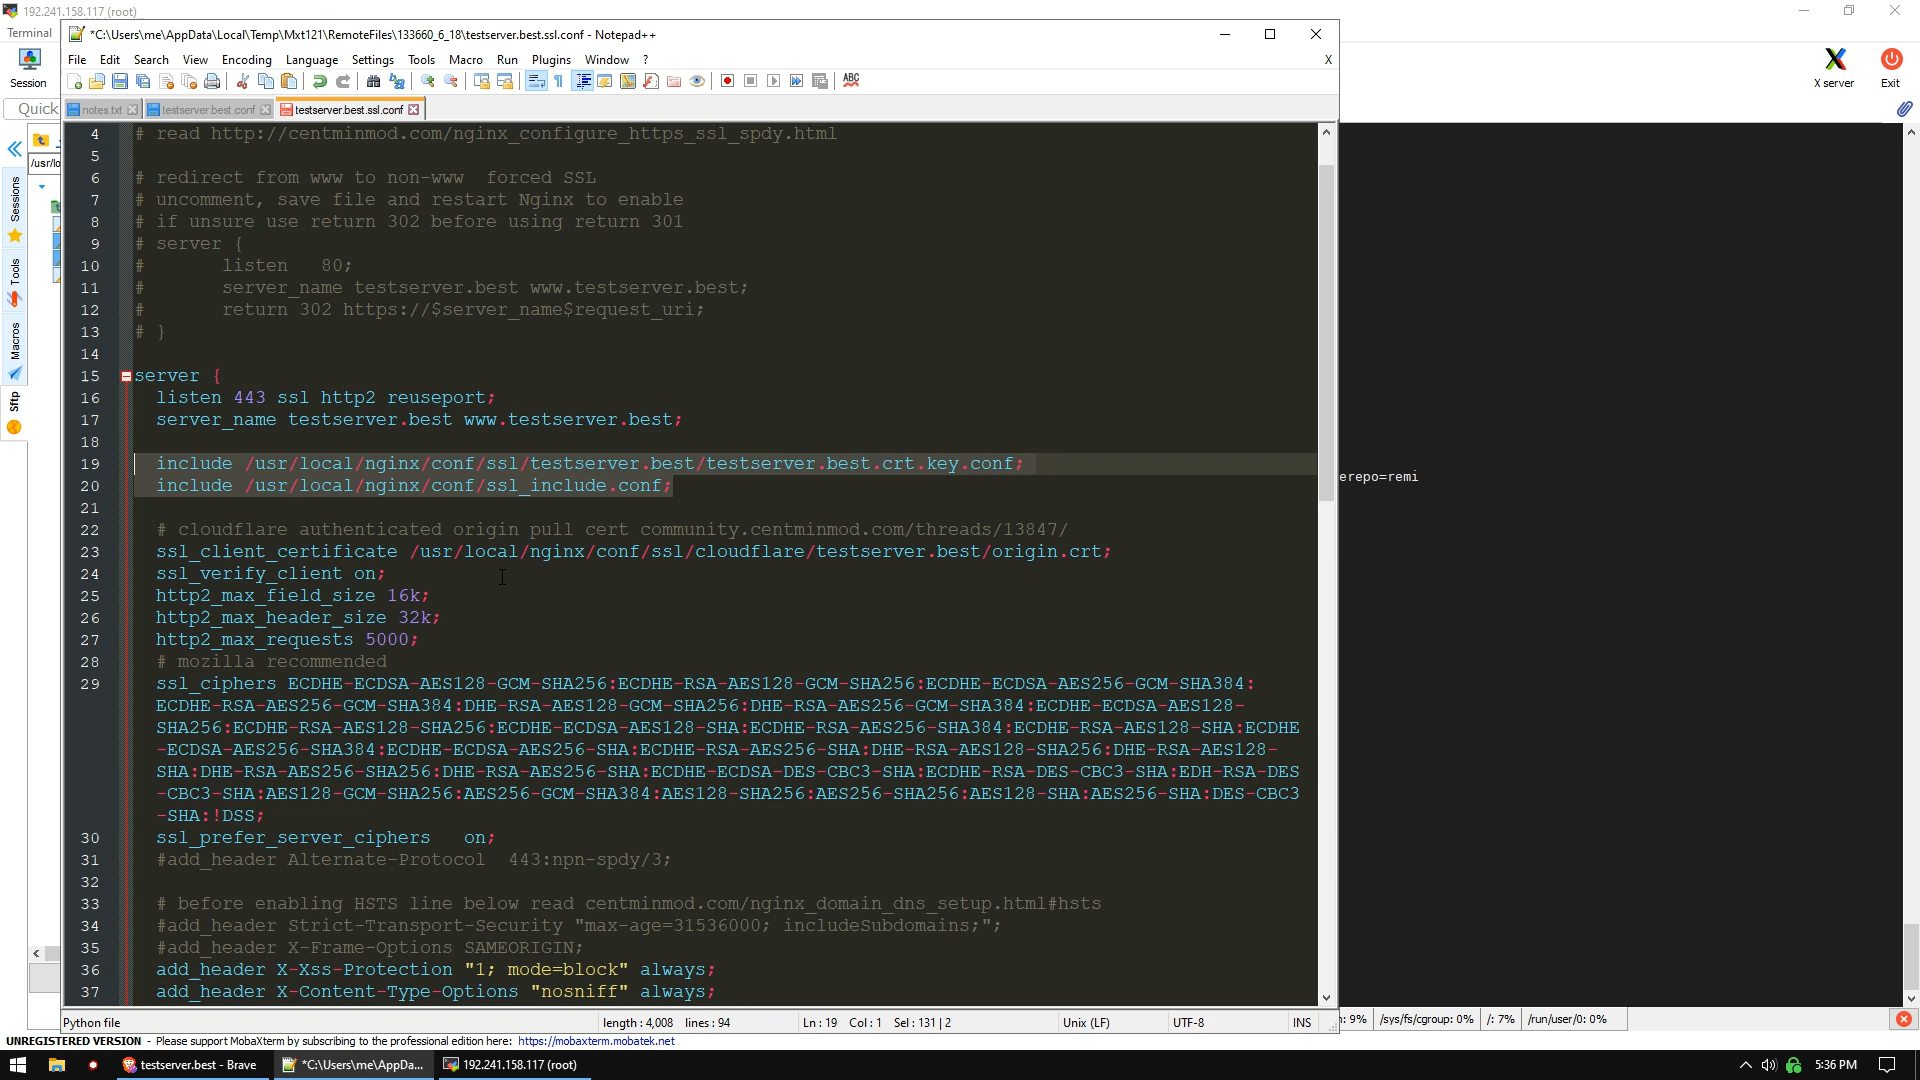 192.241.158.117 (root)
Terminal
*C:\Users\me\AppData\Local\Temp\Mxt121\RemoteFiles\133660_6_18\testserver.best.ssl.conf - Notepad++
File Edit Search View Encoding Language Settings Tools Macro Run Plugins Window ? X
Session
X server
Exit
ABC
Quick
notes.txt
testserver.best.conf
testserver.best.ssl.conf
/usr/lo
Sessions
Tools
Macros
Sftp
4 # read http://centminmod.com/nginx_configure_https_ssl_spdy.html
5
6 # redirect from www to non-www  forced SSL
7 # uncomment, save file and restart Nginx to enable
8 # if unsure use return 302 before using return 301
9 # server {
10 #       listen   80;
11 #       server_name testserver.best www.testserver.best;
12 #       return 302 https://$server_name$request_uri;
13 # }
14
15 server {
16   listen 443 ssl http2 reuseport;
17   server_name testserver.best www.testserver.best;
18
19   include /usr/local/nginx/conf/ssl/testserver.best/testserver.best.crt.key.conf;
20   include /usr/local/nginx/conf/ssl_include.conf;
21
22   # cloudflare authenticated origin pull cert community.centminmod.com/threads/13847/
23   ssl_client_certificate /usr/local/nginx/conf/ssl/cloudflare/testserver.best/origin.crt;
24   ssl_verify_client on;
25   http2_max_field_size 16k;
26   http2_max_header_size 32k;
27   http2_max_requests 5000;
28   # mozilla recommended
29   ssl_ciphers ECDHE-ECDSA-AES128-GCM-SHA256:ECDHE-RSA-AES128-GCM-SHA256:ECDHE-ECDSA-AES256-GCM-SHA384:
ECDHE-RSA-AES256-GCM-SHA384:DHE-RSA-AES128-GCM-SHA256:DHE-RSA-AES256-GCM-SHA384:ECDHE-ECDSA-AES128-
SHA256:ECDHE-RSA-AES128-SHA256:ECDHE-ECDSA-AES128-SHA:ECDHE-RSA-AES256-SHA384:ECDHE-RSA-AES128-SHA:ECDHE
-ECDSA-AES256-SHA384:ECDHE-ECDSA-AES256-SHA:ECDHE-RSA-AES256-SHA:DHE-RSA-AES128-SHA256:DHE-RSA-AES128-
SHA:DHE-RSA-AES256-SHA256:DHE-RSA-AES256-SHA:ECDHE-ECDSA-DES-CBC3-SHA:ECDHE-RSA-DES-CBC3-SHA:EDH-RSA-DES
-CBC3-SHA:AES128-GCM-SHA256:AES256-GCM-SHA384:AES128-SHA256:AES256-SHA256:AES128-SHA:AES256-SHA:DES-CBC3
-SHA:!DSS;
30   ssl_prefer_server_ciphers   on;
31   #add_header Alternate-Protocol  443:npn-spdy/3;
32
33   # before enabling HSTS line below read centminmod.com/nginx_domain_dns_setup.html#hsts
34   #add_header Strict-Transport-Security "max-age=31536000; includeSubdomains;";
35   #add_header X-Frame-Options SAMEORIGIN;
36   add_header X-Xss-Protection "1; mode=block" always;
37   add_header X-Content-Type-Options "nosniff" always;
erepo=remi
Python file length: 4,008 lines: 94 Ln: 19 Col: 1 Sel: 131 | 2 Unix (LF) UTF-8 INS
: 9% /sys/fs/cgroup: 0% /: 7% /run/user/0: 0%
UNREGISTERED VERSION - Please support MobaXterm by subscribing to the professional edition here: https://mobaxterm.mobatek.net
testserver.best - Brave
*C:\Users\me\AppDa...
192.241.158.117 (root)
5:36 PM